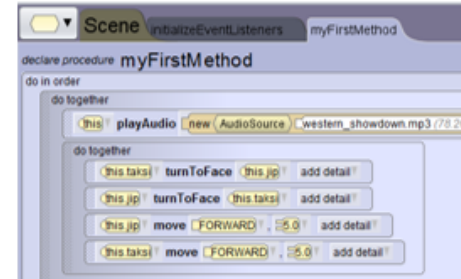 Scene initializeEventListeners myFirstMethod
declare procedure myFirstMethod
do in order
do together
this playAudio new AudioSource western_showdown.mp3 (78.2
do together
this.taksi turnToFace this.jip add detail
this.jip turnToFace this.taksi add detail
this.jip move FORWARD , 5.0 add detail
this.taksi move FORWARD , 5.0 add detail